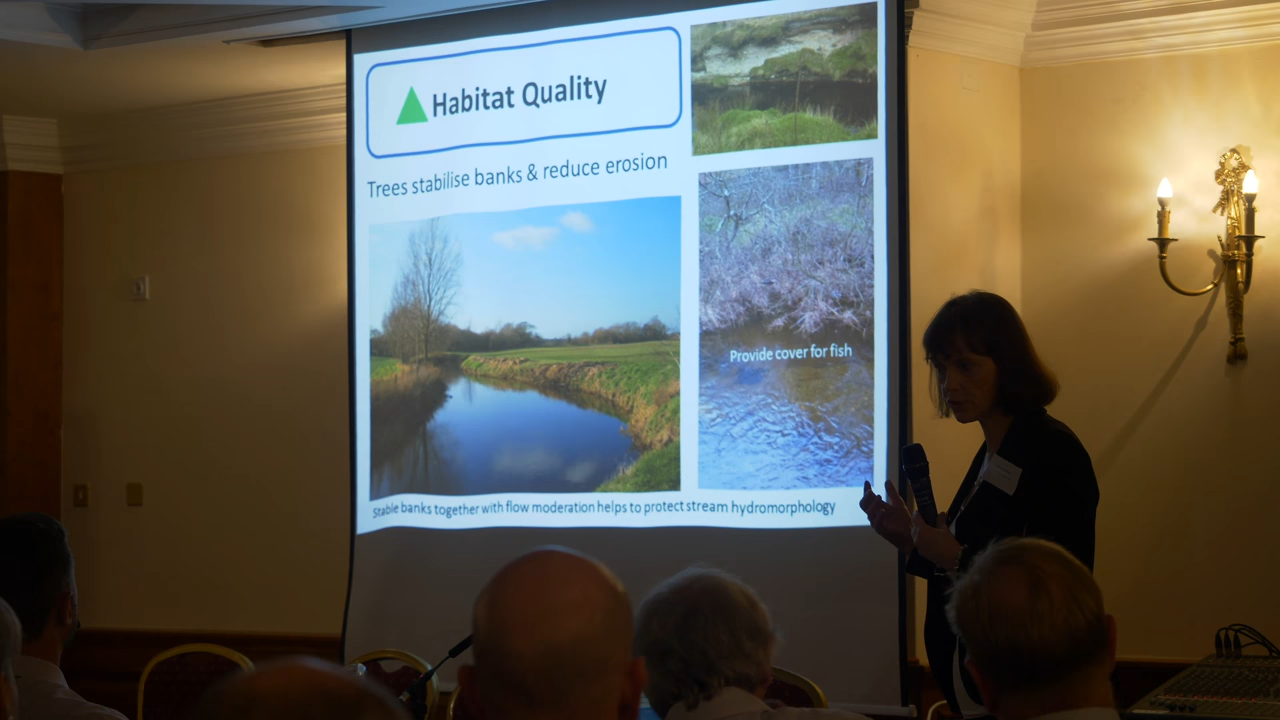 Habitat Quality
Trees stabilise banks & reduce erosion
Provide cover for fish
Stable banks together with flow moderation helps to protect stream hydromorphology